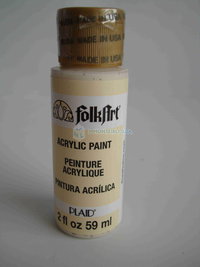 MADE IN USA
folkArt
ACRYLIC PAINT
PEINTURE
ACRYLIQUE
PINTURA ACRÍLICA
PLAID
2 fl oz 59 ml